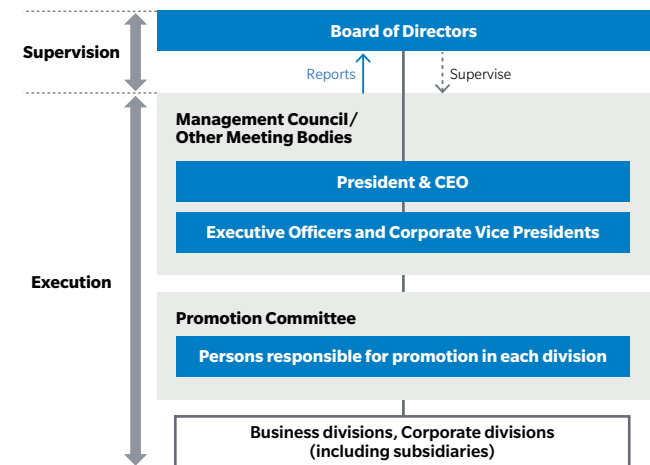 Board of Directors
Supervision
Reports
Supervise
Management Council/
Other Meeting Bodies
President & CEO
Executive Officers and Corporate Vice Presidents
Execution
Promotion Committee
Persons responsible for promotion in each division
Business divisions, Corporate divisions
(including subsidiaries)